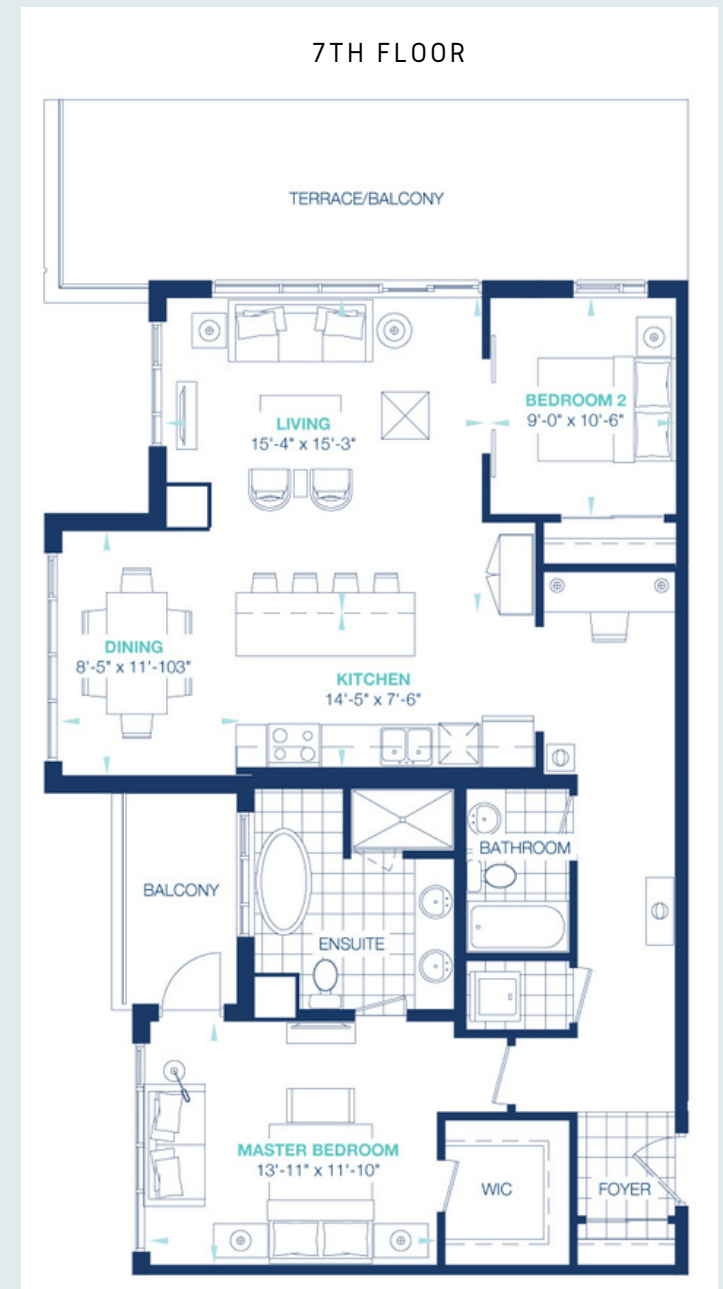 7TH FLOOR
TERRACE/BALCONY
LIVING
15'-4" x 15'-3"
BEDROOM 2
9'-0" x 10'-6"
DINING
8'-5" x 11'-103"
KITCHEN
14'-5" x 7'-6"
BATHROOM
BALCONY
ENSUITE
MASTER BEDROOM
13'-11" x 11'-10"
WIC
FOYER